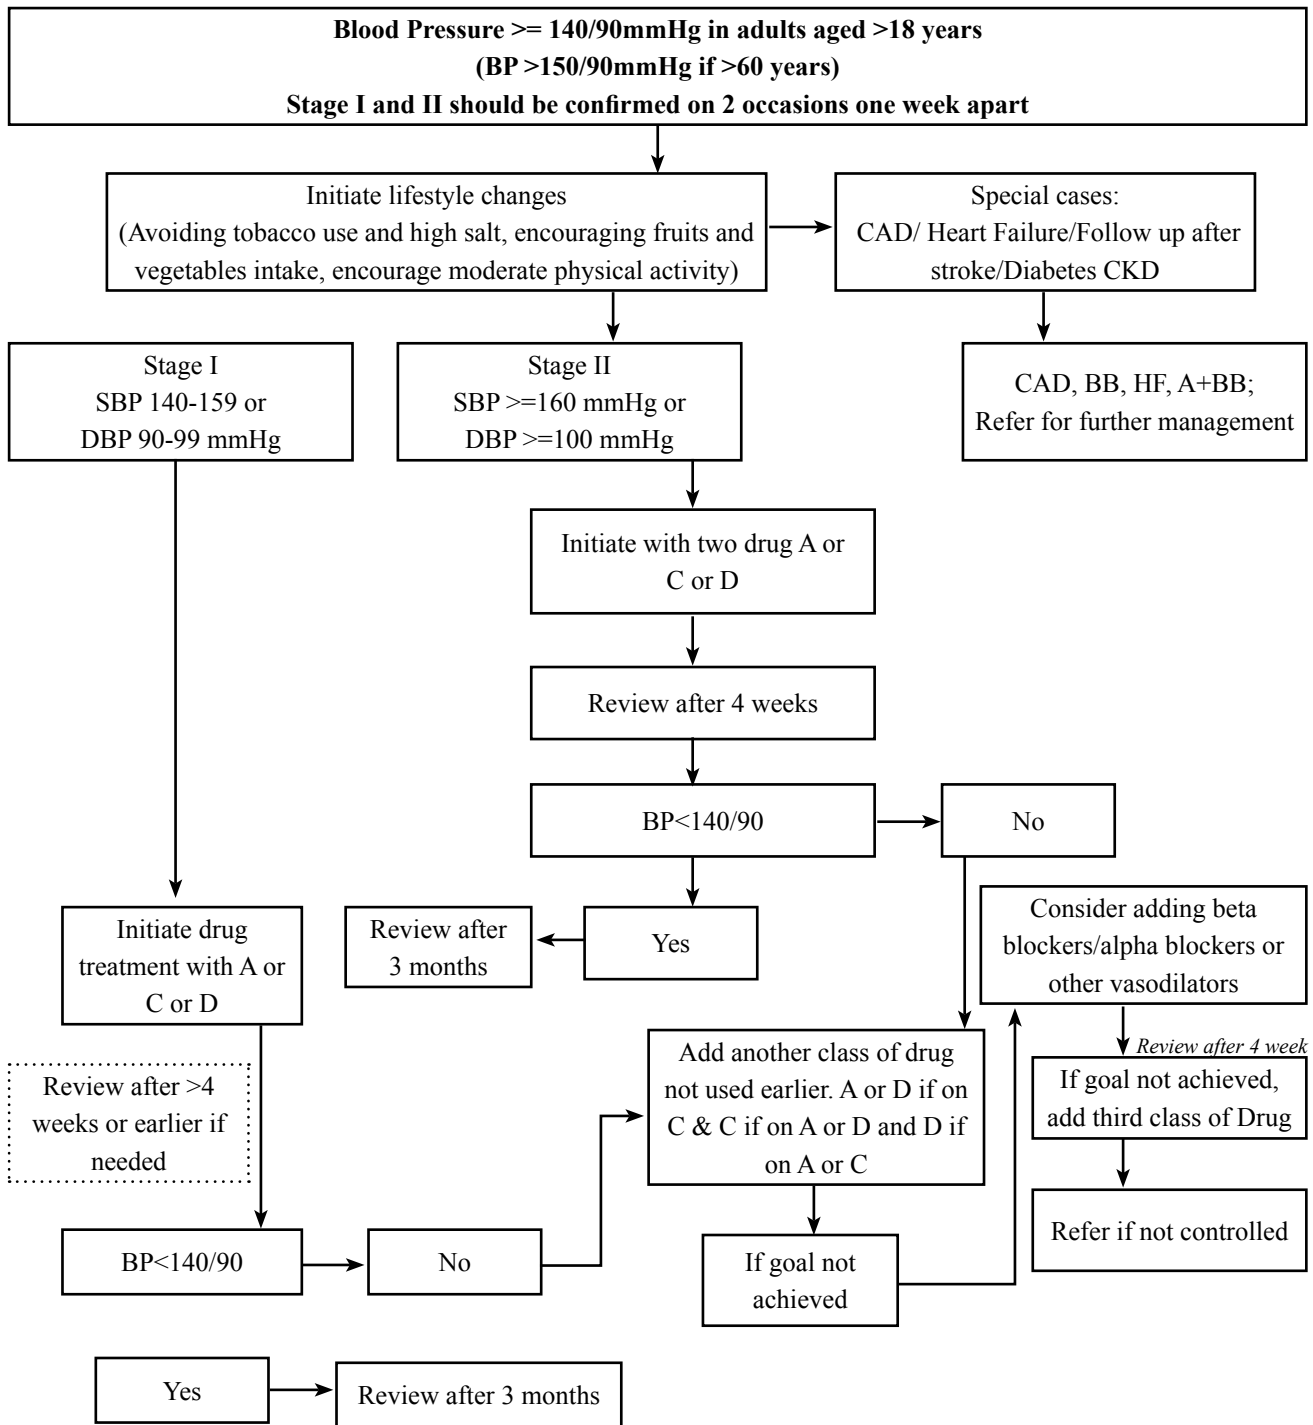 Blood Pressure >= 140/90mmHg in adults aged >18 years
(BP >150/90mmHg if >60 years)
Stage I and II should be confirmed on 2 occasions one week apart
Initiate lifestyle changes
(Avoiding tobacco use and high salt, encouraging fruits and
vegetables intake, encourage moderate physical activity)
Special cases:
CAD/ Heart Failure/Follow up after
stroke/Diabetes CKD
Stage I
SBP 140-159 or
DBP 90-99 mmHg
Stage II
SBP >=160 mmHg or
DBP >=100 mmHg
CAD, BB, HF, A+BB;
Refer for further management
Initiate with two drug A or
C or D
Review after 4 weeks
BP<140/90
No
Initiate drug
treatment with A or
C or D
Review after
3 months
Yes
Consider adding beta
blockers/alpha blockers or
other vasodilators
Review after 4 week
Review after >4
weeks or earlier if
needed
Add another class of drug
not used earlier. A or D if on
C & C if on A or D and D if
on A or C
If goal not achieved,
add third class of Drug
BP<140/90
No
If goal not
achieved
Refer if not controlled
Yes
Review after 3 months